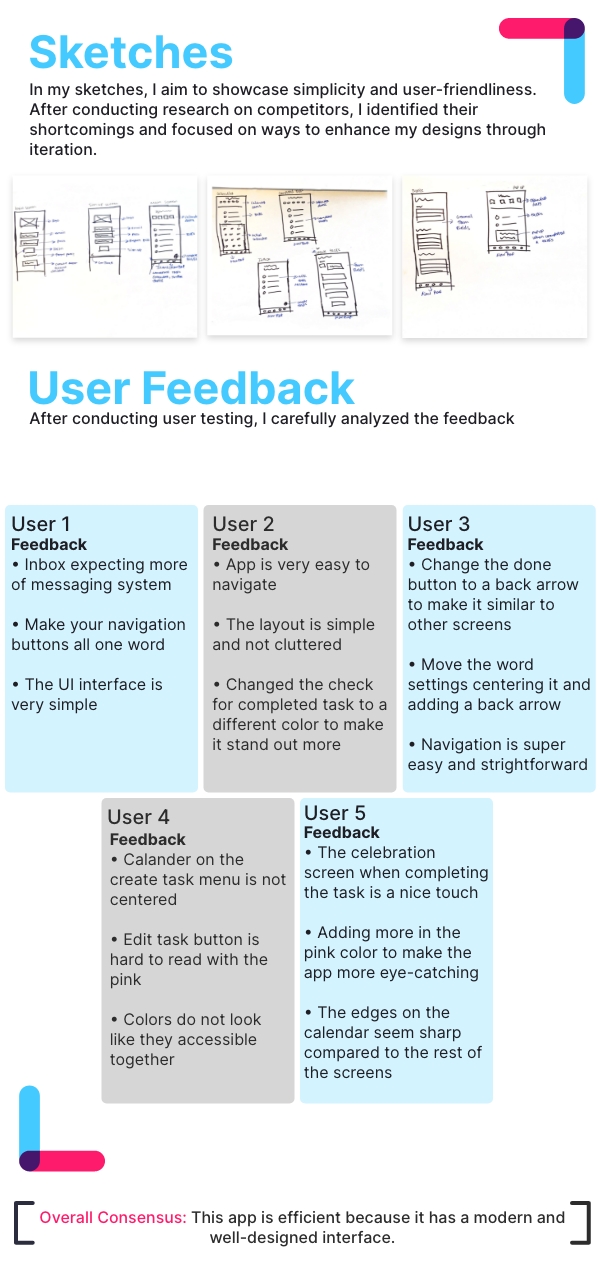 Sketches
In my sketches, I aim to showcase simplicity and user-friendliness.
After conducting research on competitors, I identified their
shortcomings and focused on ways to enhance my designs through
iteration.
User Feedback
After conducting user testing, I carefully analyzed the feedback
User 1
Feedback
• Inbox expecting more
of messaging system
• Make your navigation
buttons all one word
• The UI interface is
very simple
User 2
Feedback
• App is very easy to
navigate
• The layout is simple
and not cluttered
• Changed the check
for completed task to a
different color to make
it stand out more
User 3
Feedback
• Change the done
button to a back arrow
to make it similar to
other screens
• Move the word
settings centering it and
adding a back arrow
• Navigation is super
easy and strightforward
User 4
Feedback
• Calander on the
create task menu is not
centered
• Edit task button is
hard to read with the
pink
• Colors do not look
like they accessible
together
User 5
Feedback
• The celebration
screen when completing
the task is a nice touch
• Adding more in the
pink color to make the
app more eye-catching
• The edges on the
calendar seem sharp
compared to the rest of
the screens
Overall Consensus: This app is efficient because it has a modern and
well-designed interface.